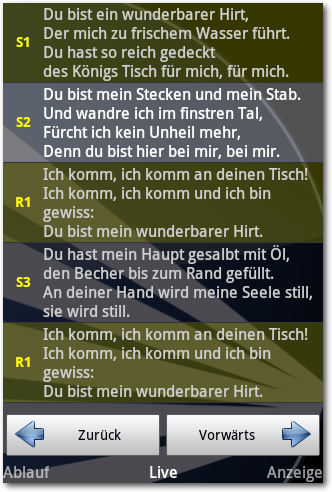 S1
Du bist ein wunderbarer Hirt,
Der mich zu frischem Wasser führt.
Du hast so reich gedeckt
des Königs Tisch für mich, für mich.
S2
Du bist mein Stecken und mein Stab.
Und wandre ich im finstren Tal,
Fürcht ich kein Unheil mehr,
Denn du bist hier bei mir, bei mir.
R1
Ich komm, ich komm an deinen Tisch!
Ich komm, ich komm und ich bin
gewiss:
Du bist mein wunderbarer Hirt.
S3
Du hast mein Haupt gesalbt mit Öl,
den Becher bis zum Rand gefüllt.
An deiner Hand wird meine Seele still,
sie wird still.
R1
Ich komm, ich komm an deinen Tisch!
Ich komm, ich komm und ich bin
gewiss:
Du bist mein wunderbarer Hirt.
Zurück Vorwärts
Ablauf Live Anzeige